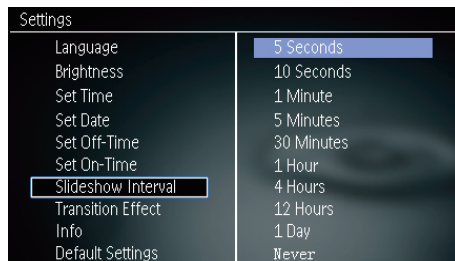 Settings
Language
Brightness
Set Time
Set Date
Set Off-Time
Set On-Time
Slideshow Interval
Transition Effect
Info
Default Settings
5 Seconds
10 Seconds
1 Minute
5 Minutes
30 Minutes
1 Hour
4 Hours
12 Hours
1 Day
Never